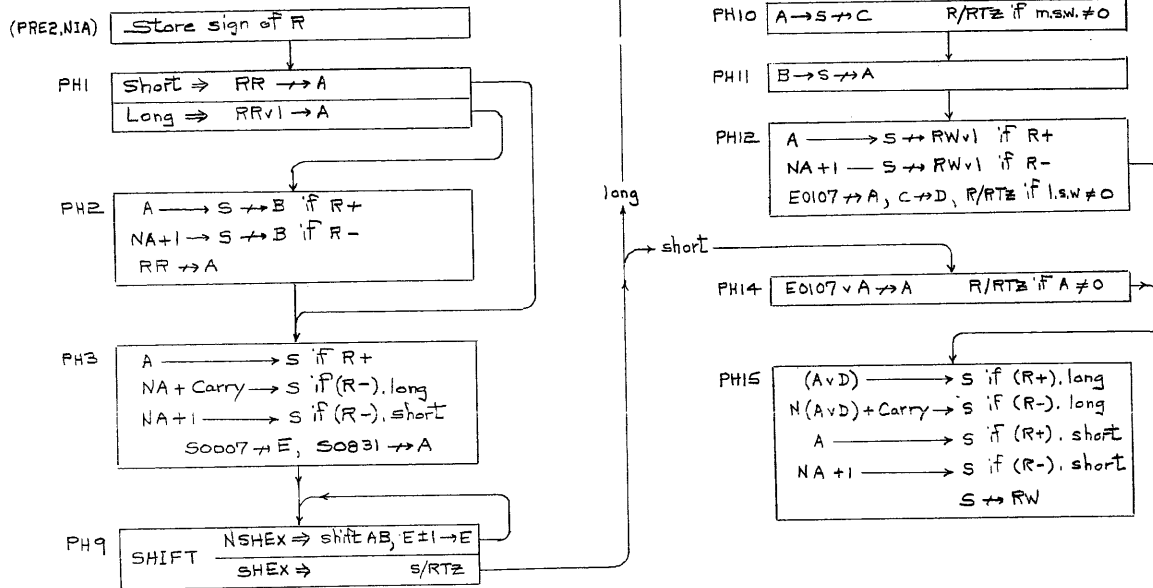 (PRE2,NIA) Store sign of R
PH1 Short ⇒ RR ↛ A
Long ⇒ RRv1 → A
PH2 A ⟶ S ↛ B if R+
NA+1 → S ↛ B if R-
RR ↛ A
PH3 A ⟶ S if R+
NA + Carry → S if (R-). long
NA+1 ⟶ S if (R-). short
S0007 ↛ E, S0831 ↛ A
PH9 SHIFT NSHEX ⇒ shift AB, E±1 → E
SHEX ⇒ S/RTZ
long
short
PH10 A → S ↛ C R/RTZ if m.s.w. ≠ 0
PH11 B → S ↛ A
PH12 A ⟶ S ↛ RWv1 if R+
NA+1 — S ↛ RWv1 if R-
E0107 ↛ A, C ↛ D, R/RTZ if l.s.w ≠ 0
PH14 E0107 v A ↛ A R/RTZ if A ≠ 0
PH15 (AvD) ⟶ S if (R+). long
N(AvD) + Carry → S if (R-). long
A ⟶ S if (R+). short
NA+1 ⟶ S if (R-). short
S ↛ RW